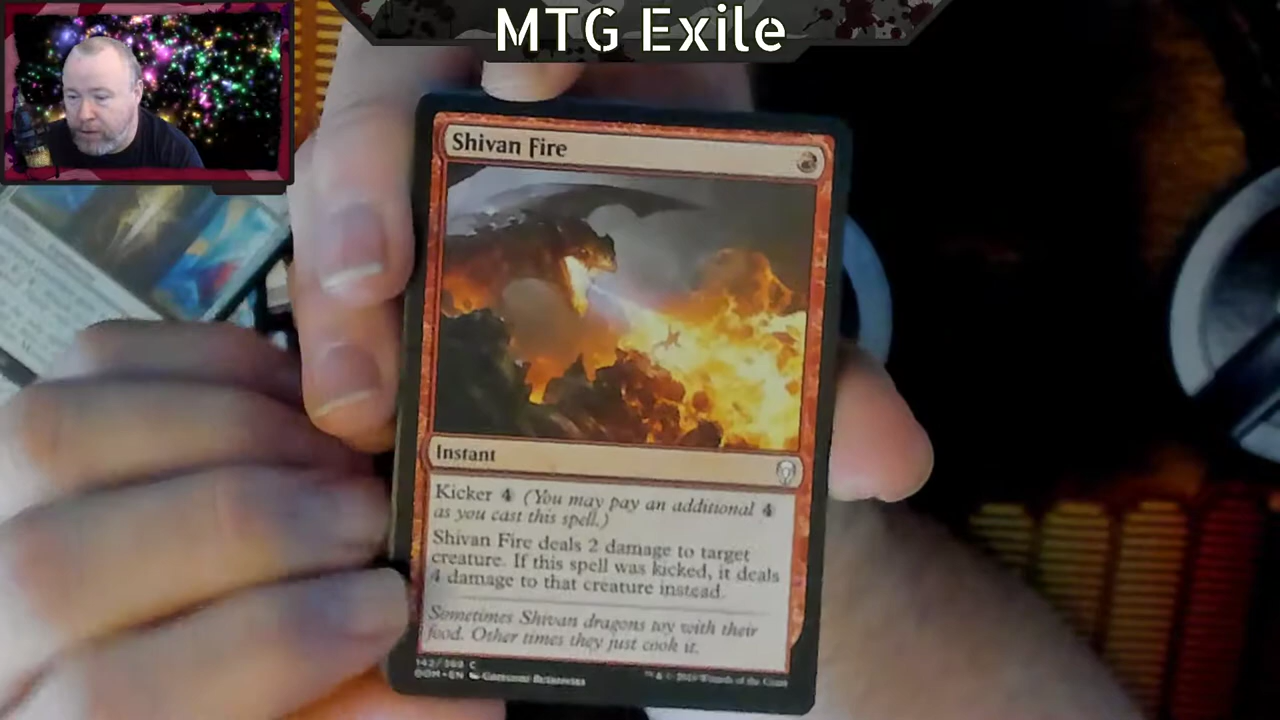 MTG Exile
Shivan Fire
Instant
Kicker 4 (You may pay an additional 4
as you cast this spell.)
Shivan Fire deals 2 damage to target
creature. If this spell was kicked, it deals
4 damage to that creature instead.
Sometimes Shivan dragons toy with their
food. Other times they just cook it.
DOM • EN